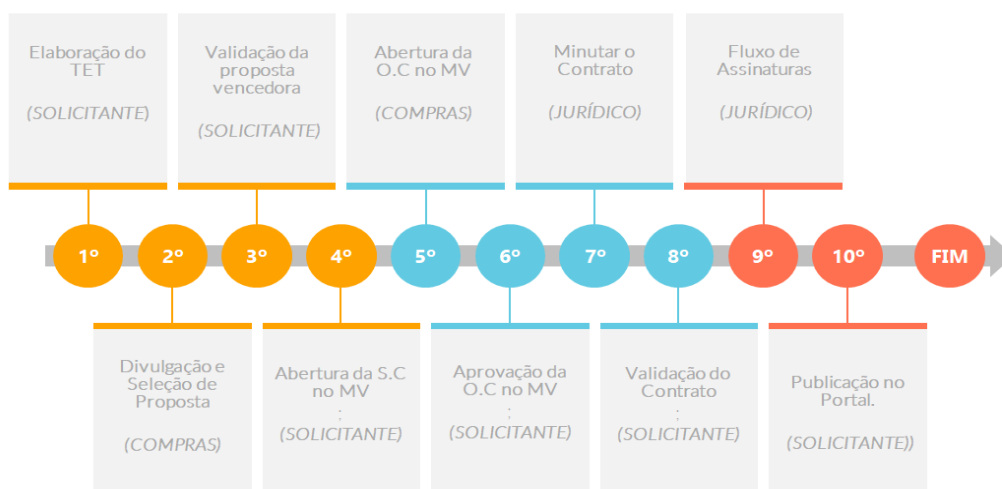 Elaboração do
TET
(SOLICITANTE)
Validação da
proposta
vencedora
(SOLICITANTE)
Abertura da
O.C no MV
(COMPRAS)
Minutar o
Contrato
(JURÍDICO)
Fluxo de
Assinaturas
(JURÍDICO)
1º
2º
3º
4º
5º
6º
7º
8º
9º
10º
FIM
Divulgação e
Seleção de
Proposta
(COMPRAS)
Abertura da S.C
no MV
:
(SOLICITANTE)
Aprovação da
O.C no MV
:
(SOLICITANTE)
Validação do
Contrato
:
(SOLICITANTE)
Publicação no
Portal.
(SOLICITANTE))